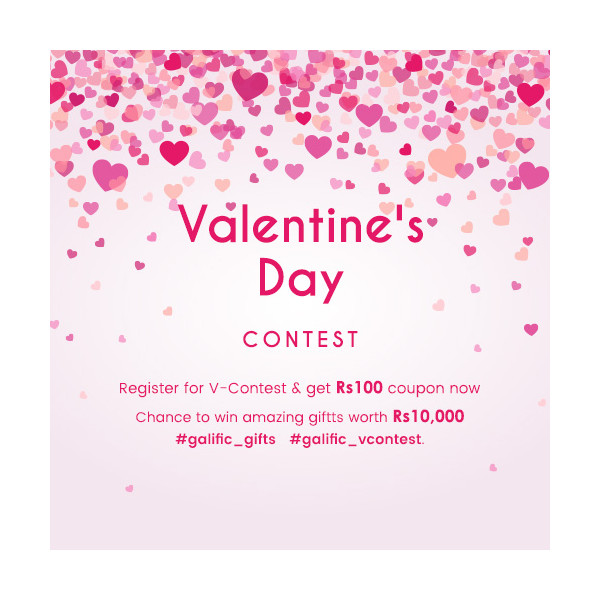 Valentine's
Day
CONTEST
Register for V-Contest & get Rs100 coupon now
Chance to win amazing giftts worth Rs10,000
#galific_gifts #galific_vcontest.